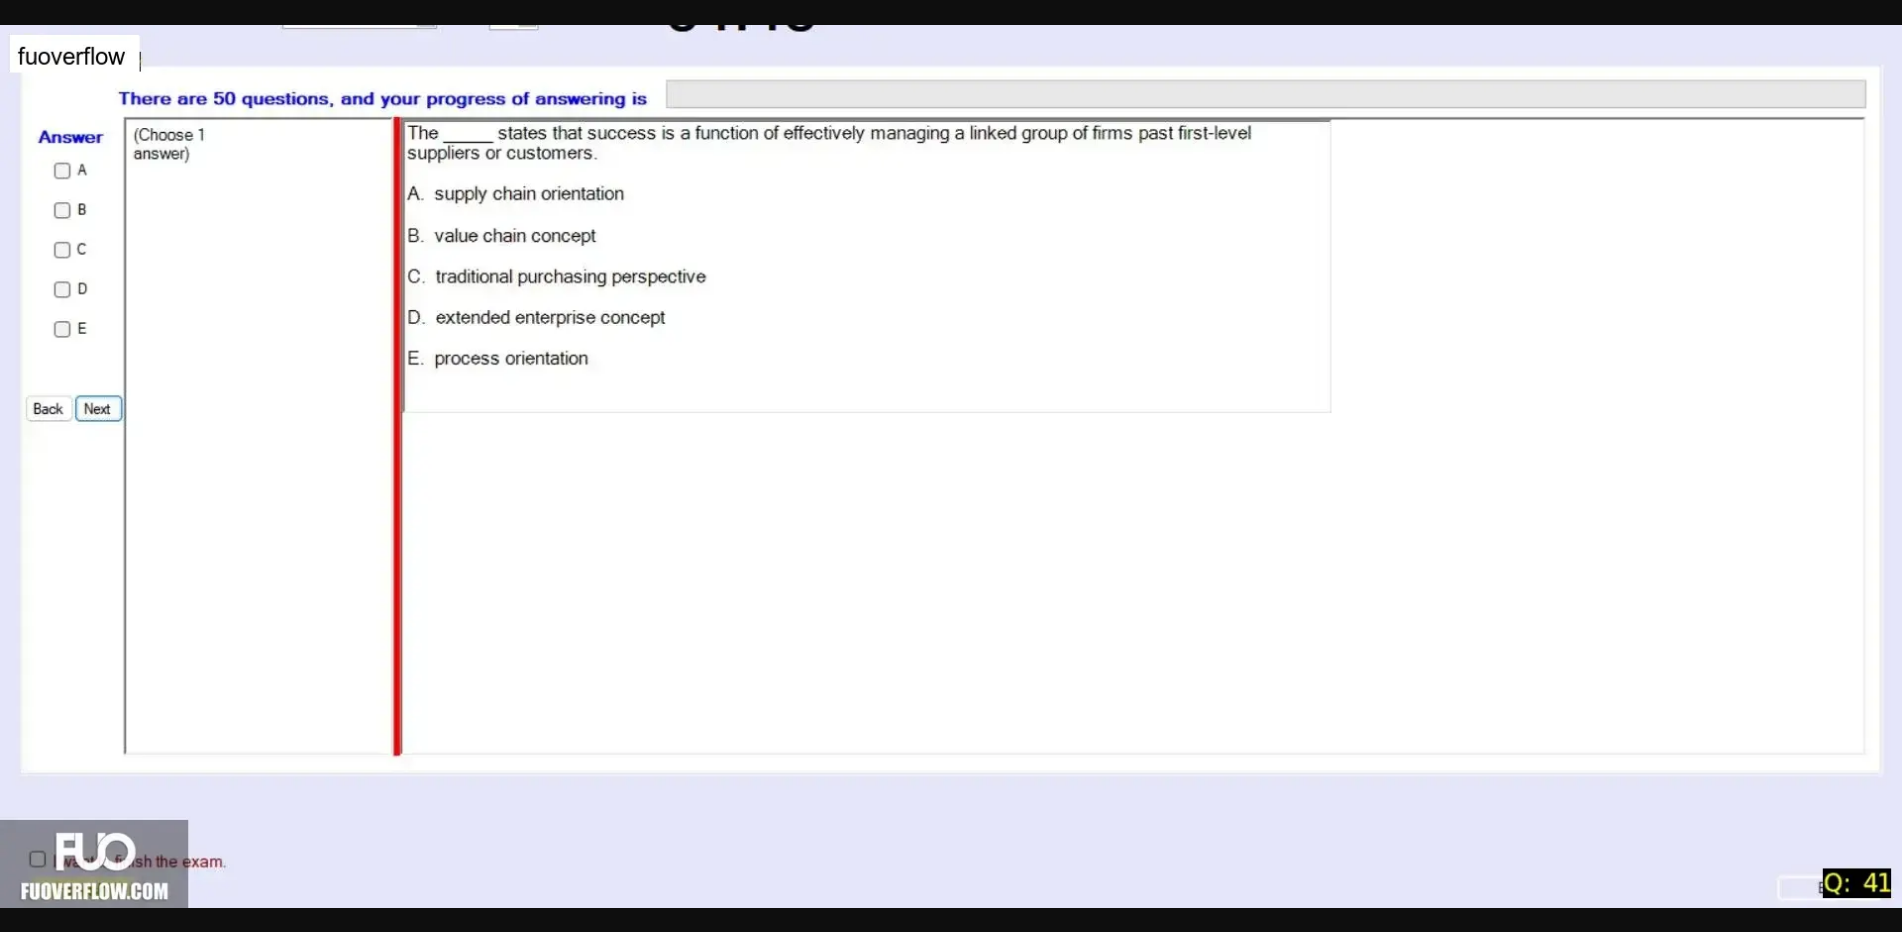 fuoverflow
There are 50 questions, and your progress of answering is
Answer
(Choose 1
answer)
A
B
C
D
E
Back Next
The _____ states that success is a function of effectively managing a linked group of firms past first-level
suppliers or customers.
A. supply chain orientation
B. value chain concept
C. traditional purchasing perspective
D. extended enterprise concept
E. process orientation
FUO
the exam.
FUOVERFLOW.COM
Q: 41